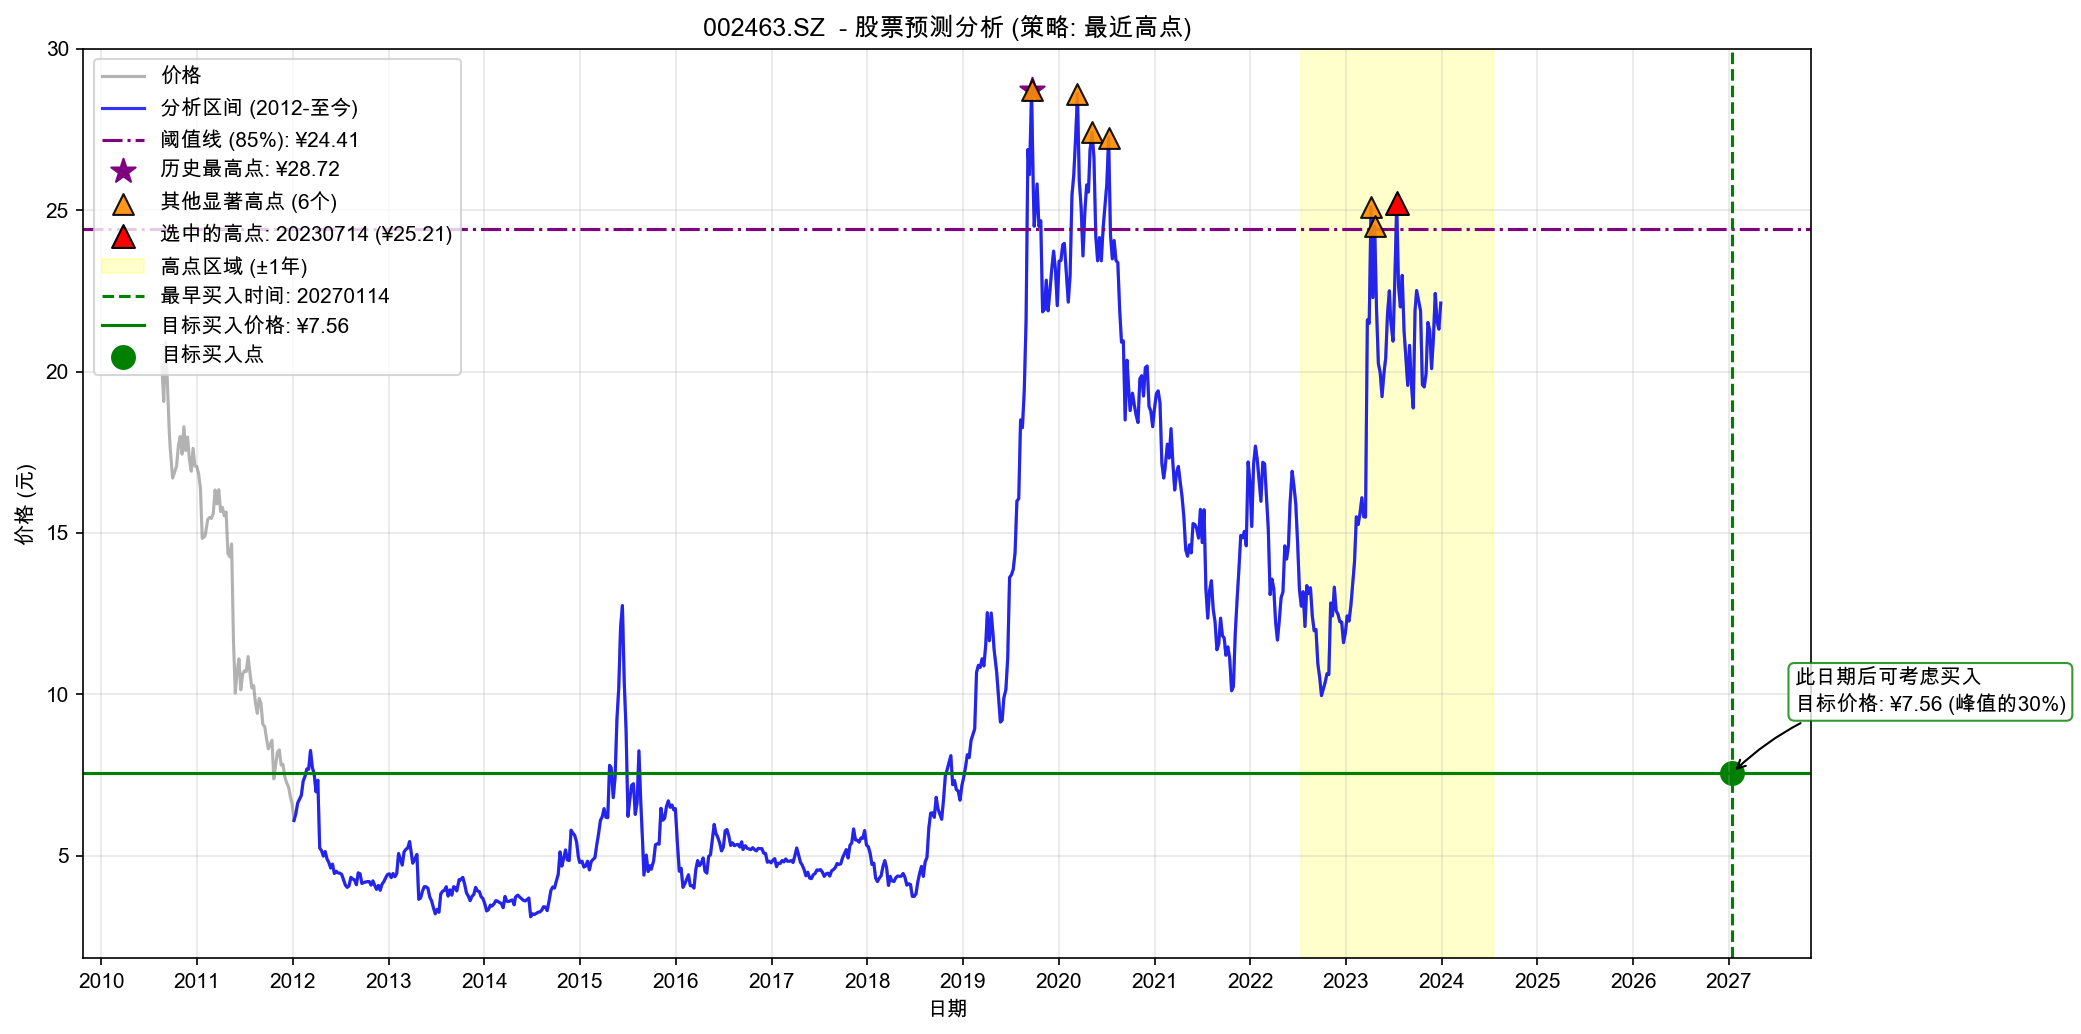 002463.SZ - 股票预测分析 (策略: 最近高点)
价格
分析区间 (2012-至今)
阈值线 (85%): ¥24.41
历史最高点: ¥28.72
其他显著高点 (6个)
选中的高点: 20230714 (¥25.21)
高点区域 (±1年)
最早买入时间: 20270114
目标买入价格: ¥7.56
目标买入点
价格 (元)
30
25
20
15
10
5
此日期后可考虑买入
目标价格: ¥7.56 (峰值的30%)
2010 2011 2012 2013 2014 2015 2016 2017 2018 2019 2020 2021 2022 2023 2024 2025 2026 2027
日期